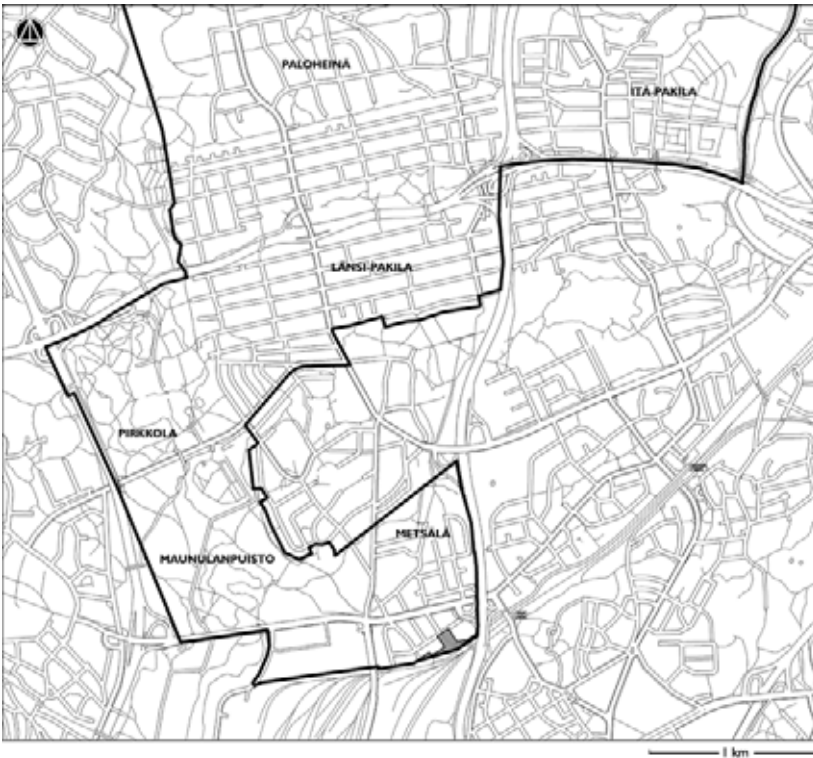 PALOHEINÄ
ITÄ-PAKILA
LÄNSI-PAKILA
PIRKKOLA
METSÄLÄ
MAUNULANPUISTO
1 km